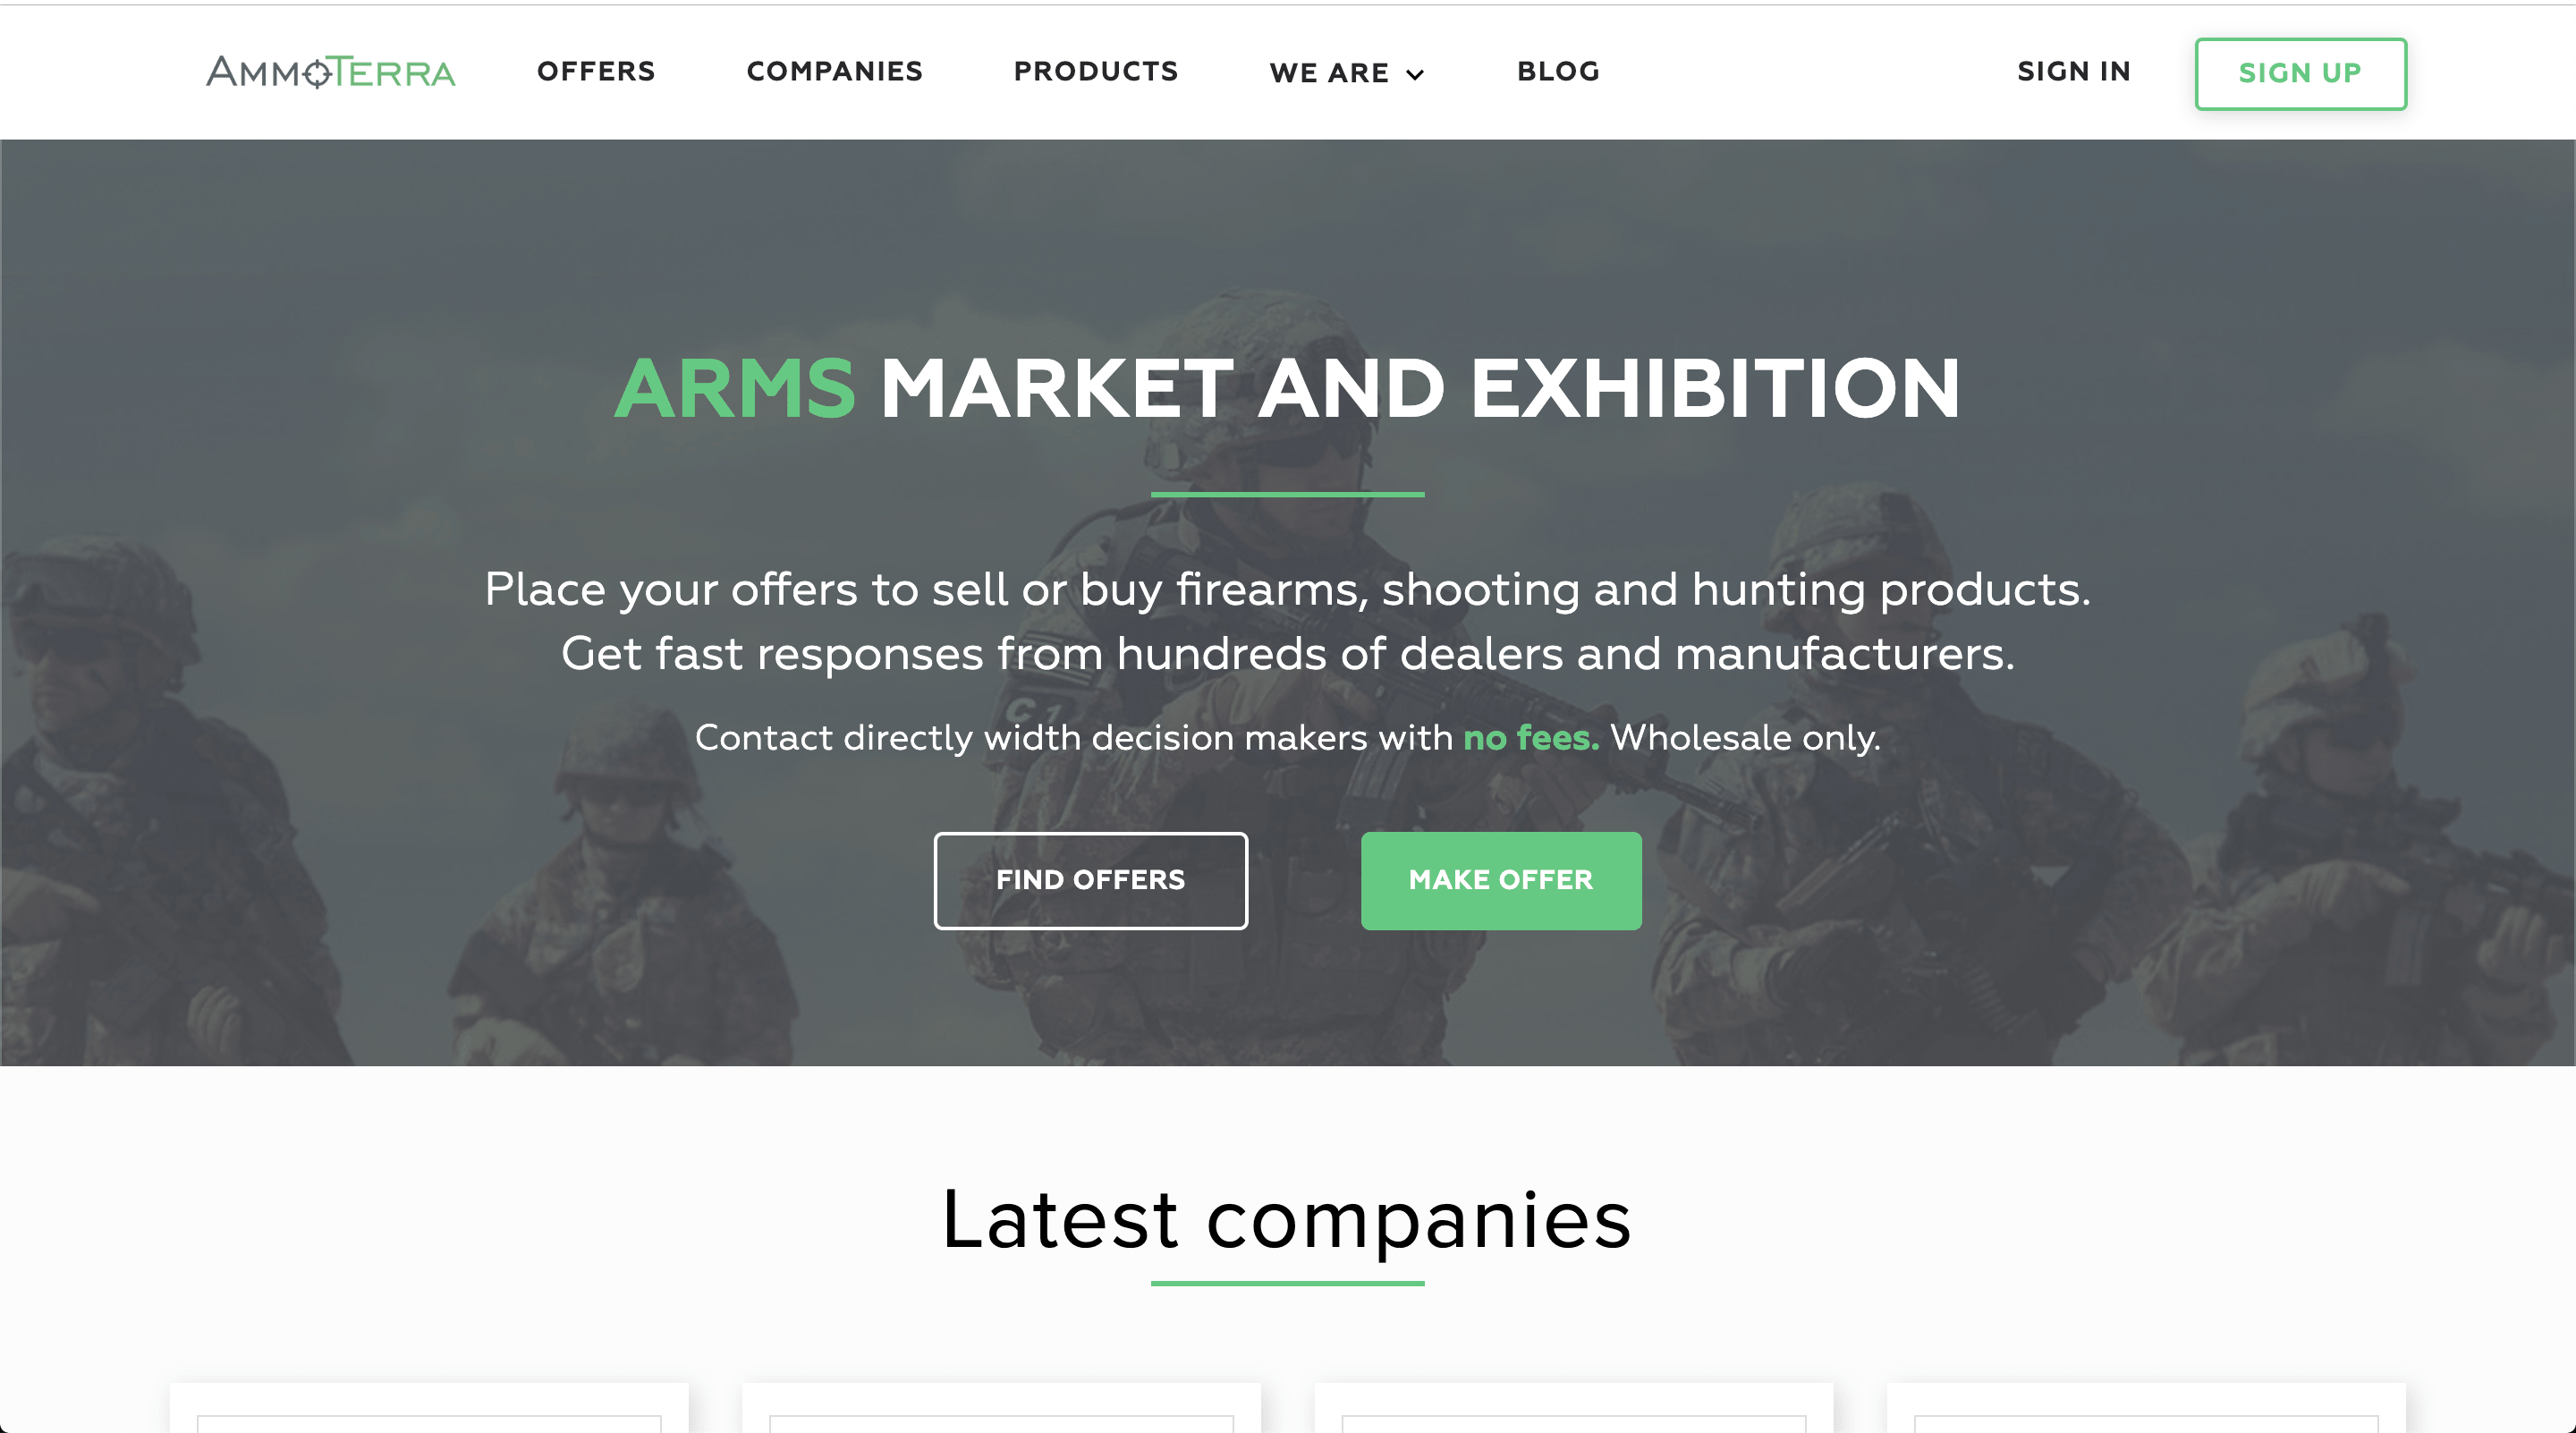 AMMOTERRA
OFFERS
COMPANIES
PRODUCTS
WE ARE
BLOG
SIGN IN
SIGN UP
ARMS MARKET AND EXHIBITION
Place your offers to sell or buy firearms, shooting and hunting products.
Get fast responses from hundreds of dealers and manufacturers.
C1
Contact directly width decision makers with no fees. Wholesale only.
FIND OFFERS
MAKE OFFER
Latest companies